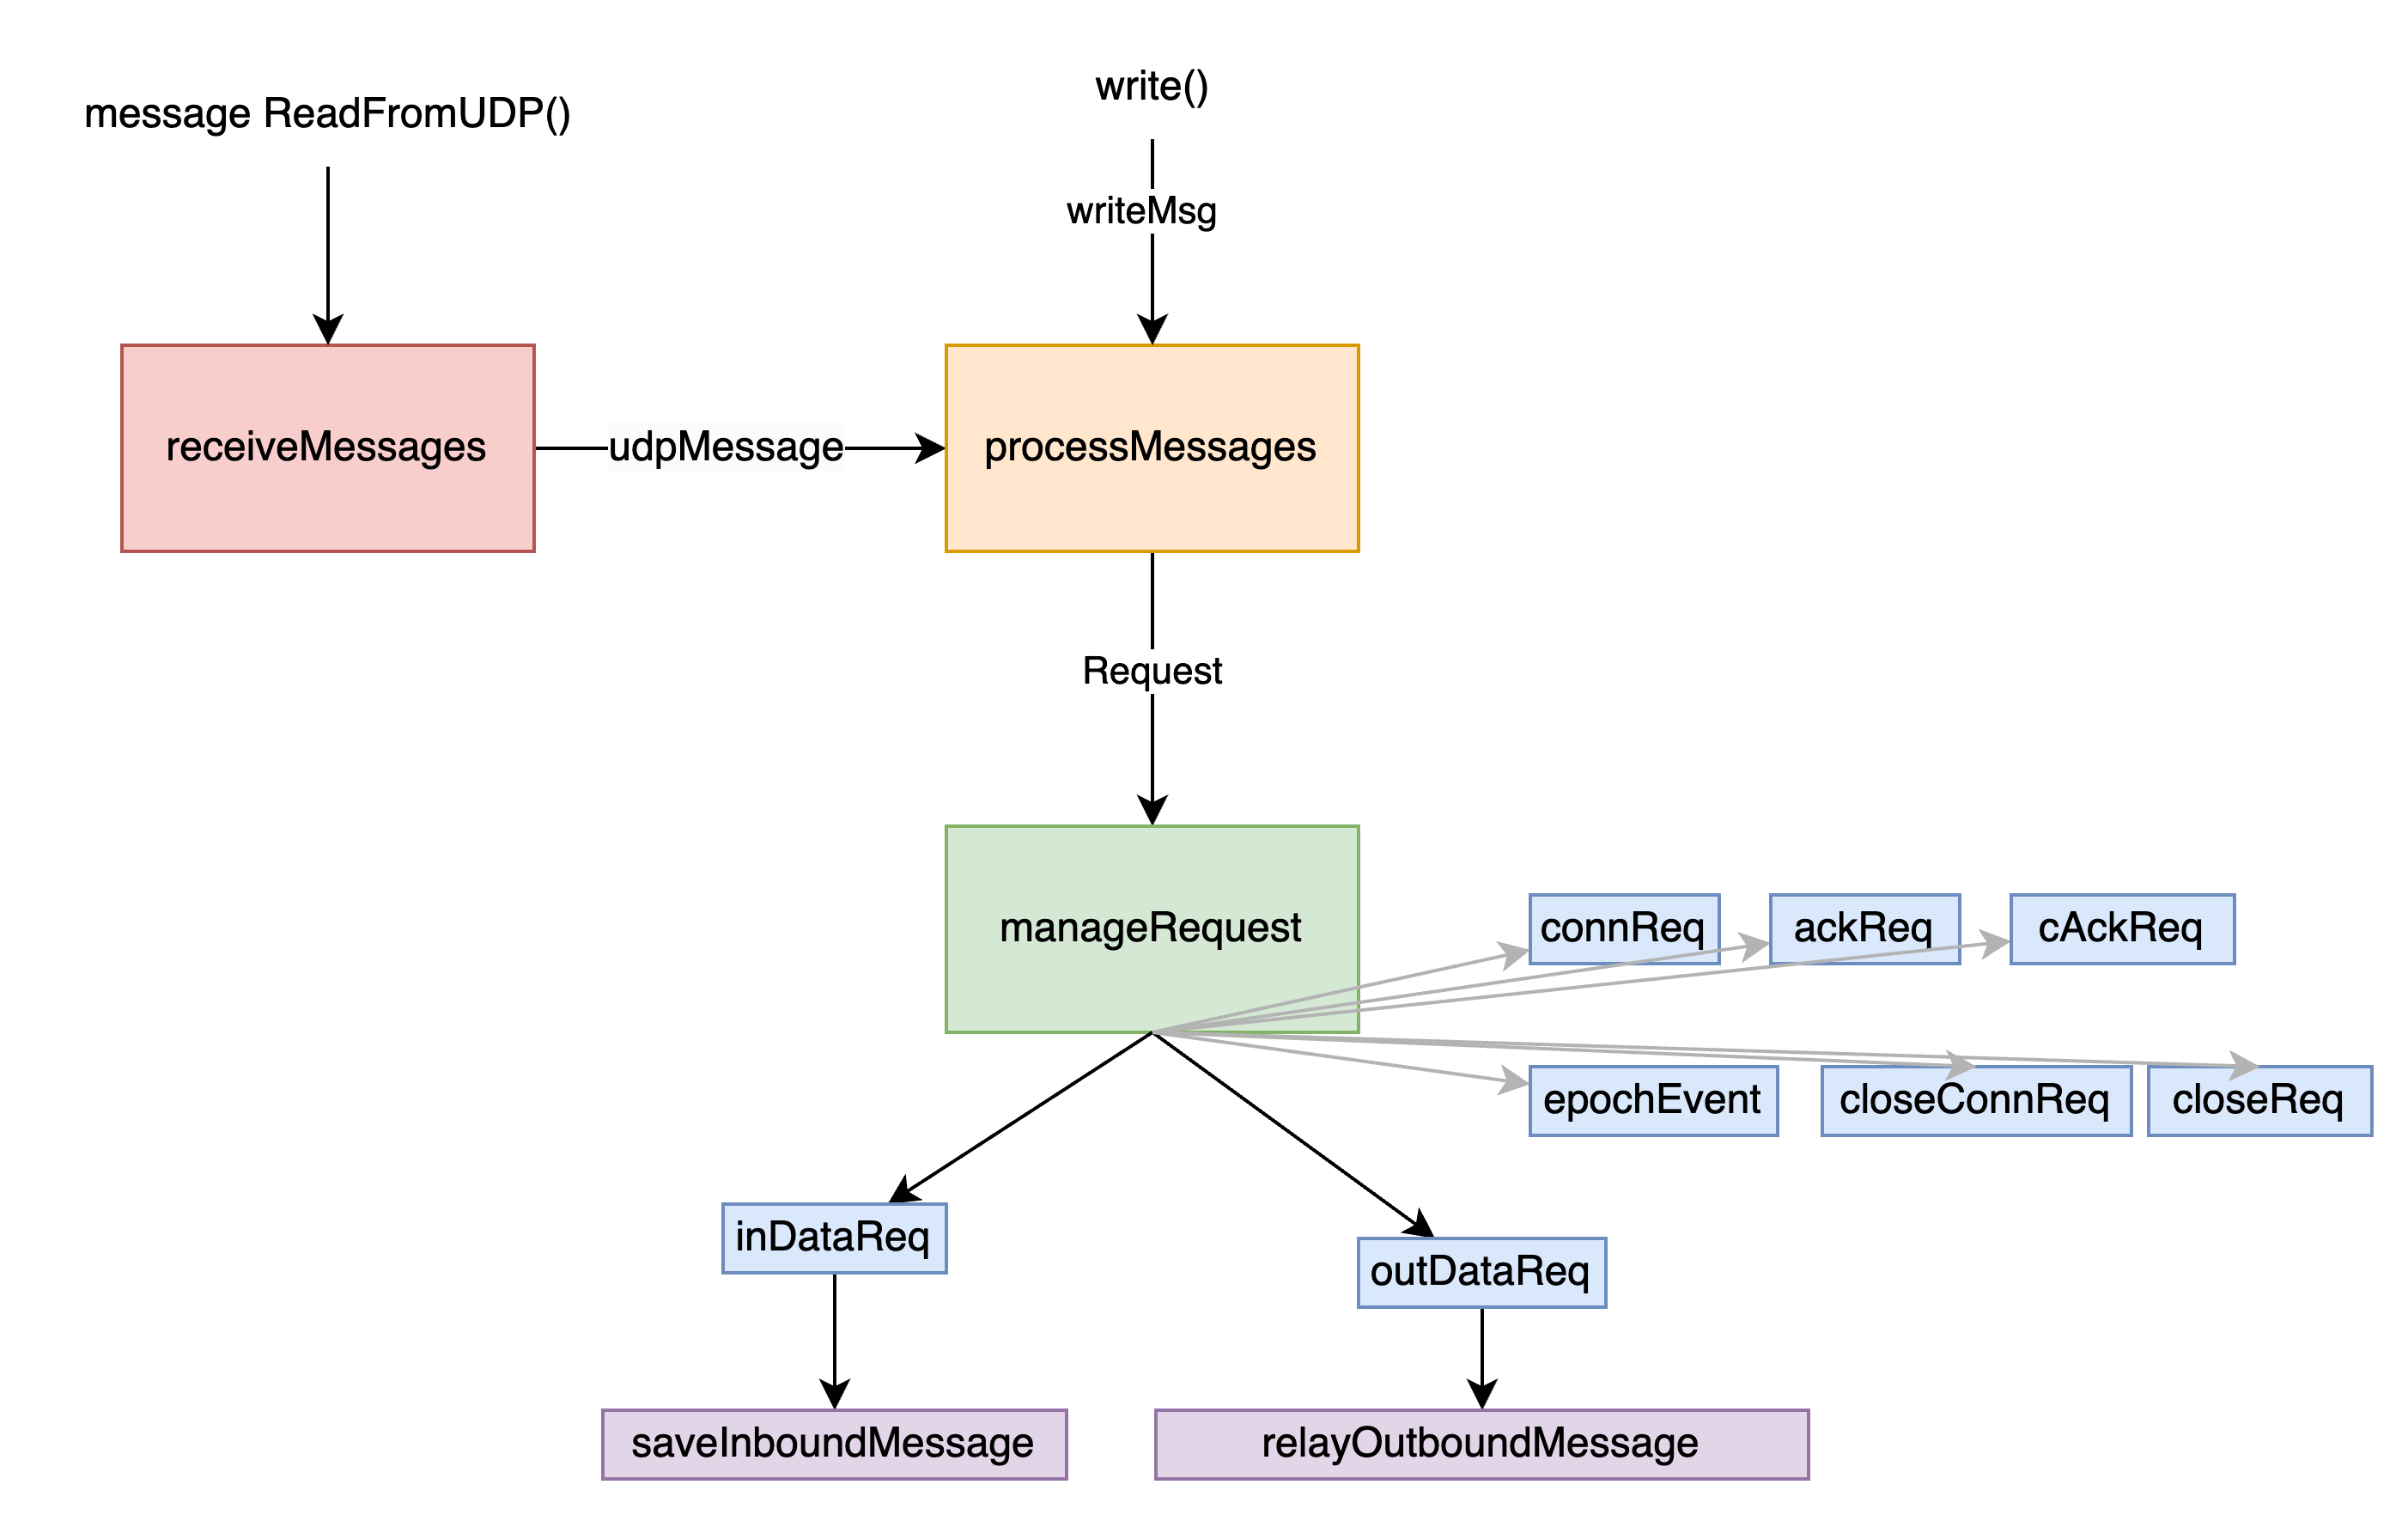 message ReadFromUDP()
write()
writeMsg
receiveMessages
udpMessage
processMessages
Request
manageRequest
connReq
ackReq
cAckReq
epochEvent
closeConnReq
closeReq
inDataReq
outDataReq
saveInboundMessage
relayOutboundMessage